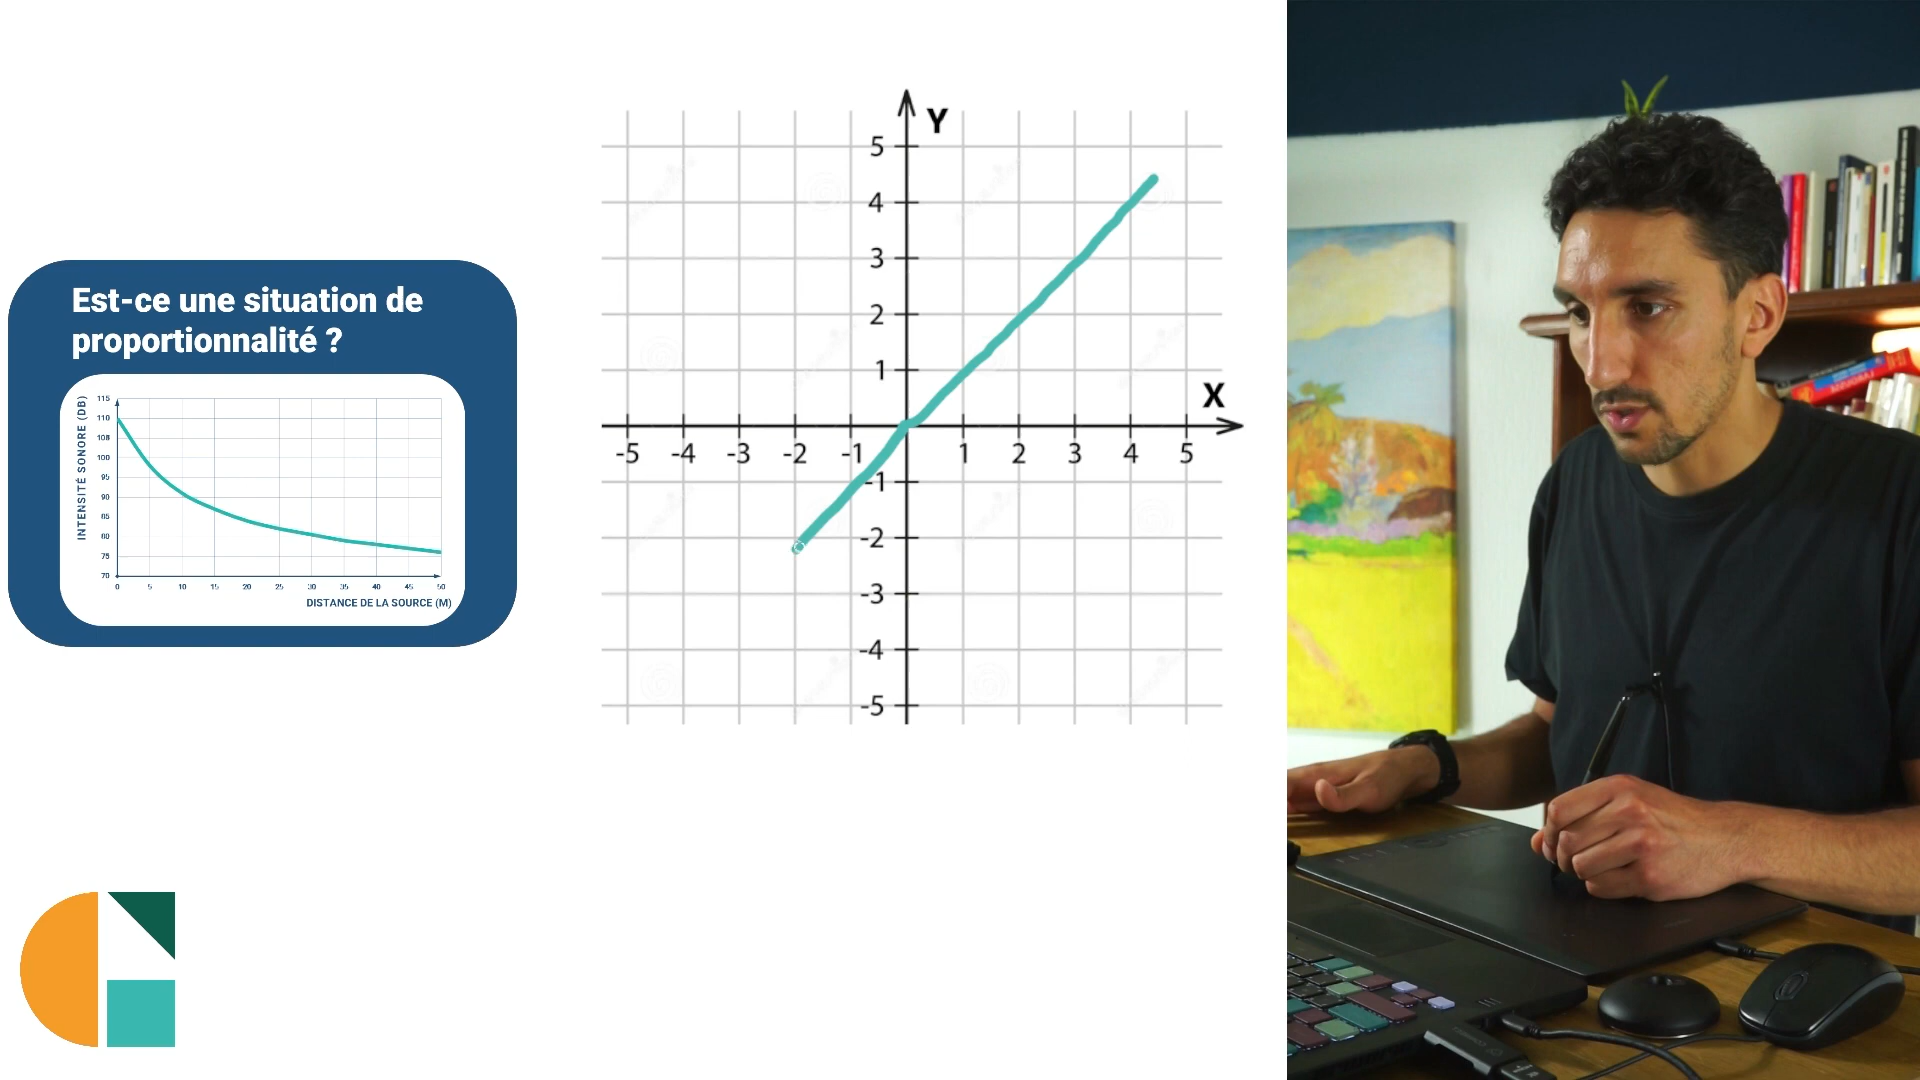 Est-ce une situation de
proportionnalité ?
INTENSITÉ SONORE (DB)
115
110
108
100
95
90
85
80
75
70
0 5 10 15 20 25 30 35 40 45 50
DISTANCE DE LA SOURCE (M)
Y
5
4
3
2
1
X
-5 -4 -3 -2 -1 1 2 3 4 5
-1
-2
-3
-4
-5